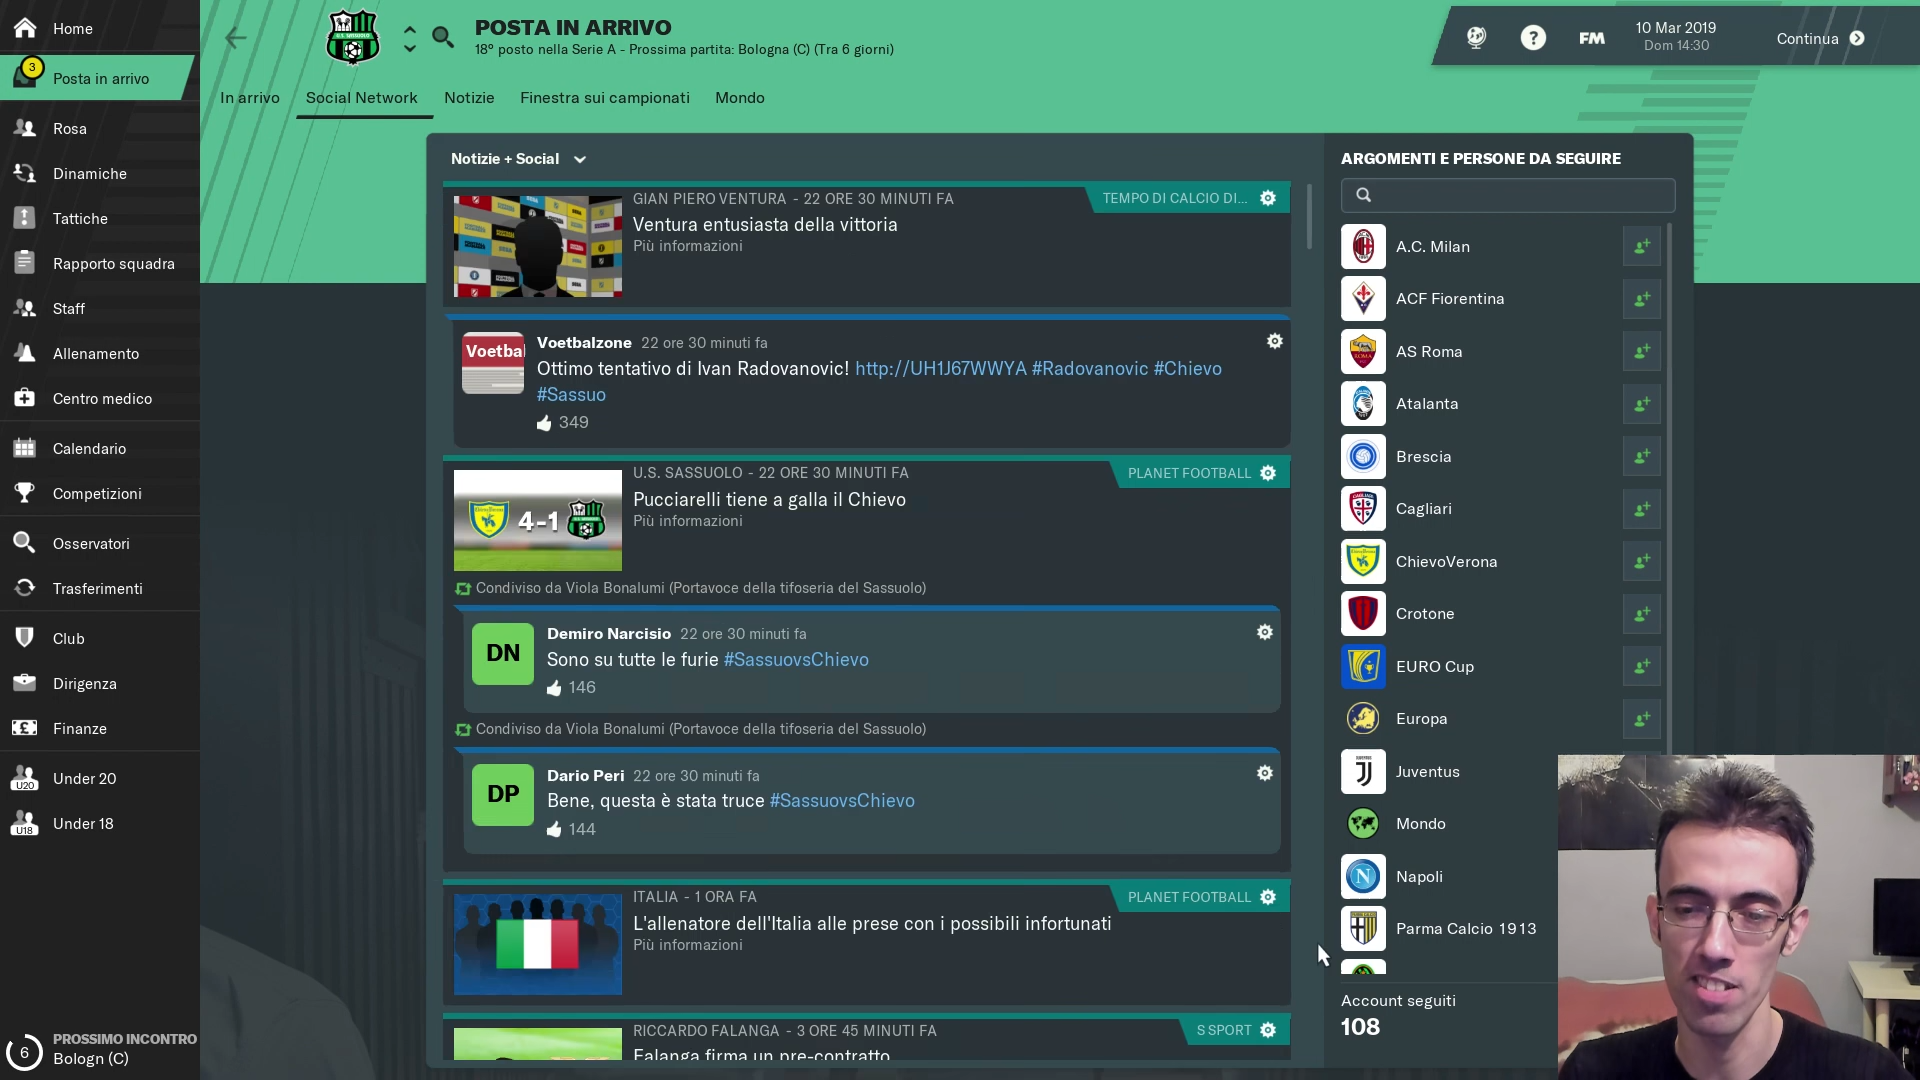 Home
3
Posta in arrivo
Rosa
Dinamiche
Tattiche
Rapporto squadra
Staff
Allenamento
Centro medico
Calendario
Competizioni
Osservatori
Trasferimenti
Club
Dirigenza
Finanze
U20
Under 20
U18
Under 18
6
PROSSIMO INCONTRO
Bologn (C)
POSTA IN ARRIVO
18° posto nella Serie A - Prossima partita: Bologna (C) (Tra 6 giorni)
FM
10 Mar 2019
Dom 14:30
Continua
In arrivo
Social Network
Notizie
Finestra sui campionati
Mondo
Notizie + Social
GIAN PIERO VENTURA - 22 ORE 30 MINUTI FA
TEMPO DI CALCIO DI...
Ventura entusiasta della vittoria
Più informazioni
Voetba
Voetbalzone 22 ore 30 minuti fa
Ottimo tentativo di Ivan Radovanovic! http://UH1J67WWYA #Radovanovic #Chievo
#Sassuo
349
U.S. SASSUOLO - 22 ORE 30 MINUTI FA
PLANET FOOTBALL
4-1
Pucciarelli tiene a galla il Chievo
Più informazioni
Condiviso da Viola Bonalumi (Portavoce della tifoseria del Sassuolo)
DN
Demiro Narcisio 22 ore 30 minuti fa
Sono su tutte le furie #SassuovsChievo
146
Condiviso da Viola Bonalumi (Portavoce della tifoseria del Sassuolo)
DP
Dario Peri 22 ore 30 minuti fa
Bene, questa è stata truce #SassuovsChievo
144
ITALIA - 1 ORA FA
PLANET FOOTBALL
L'allenatore dell'Italia alle prese con i possibili infortunati
Più informazioni
RICCARDO FALANGA - 3 ORE 45 MINUTI FA
S SPORT
Falanga firma un pre-contratto
ARGOMENTI E PERSONE DA SEGUIRE
A.C. Milan
ACF Fiorentina
AS Roma
Atalanta
Brescia
Cagliari
ChievoVerona
Crotone
EURO Cup
Europa
Juventus
Mondo
Napoli
Parma Calcio 1913
Account seguiti
108